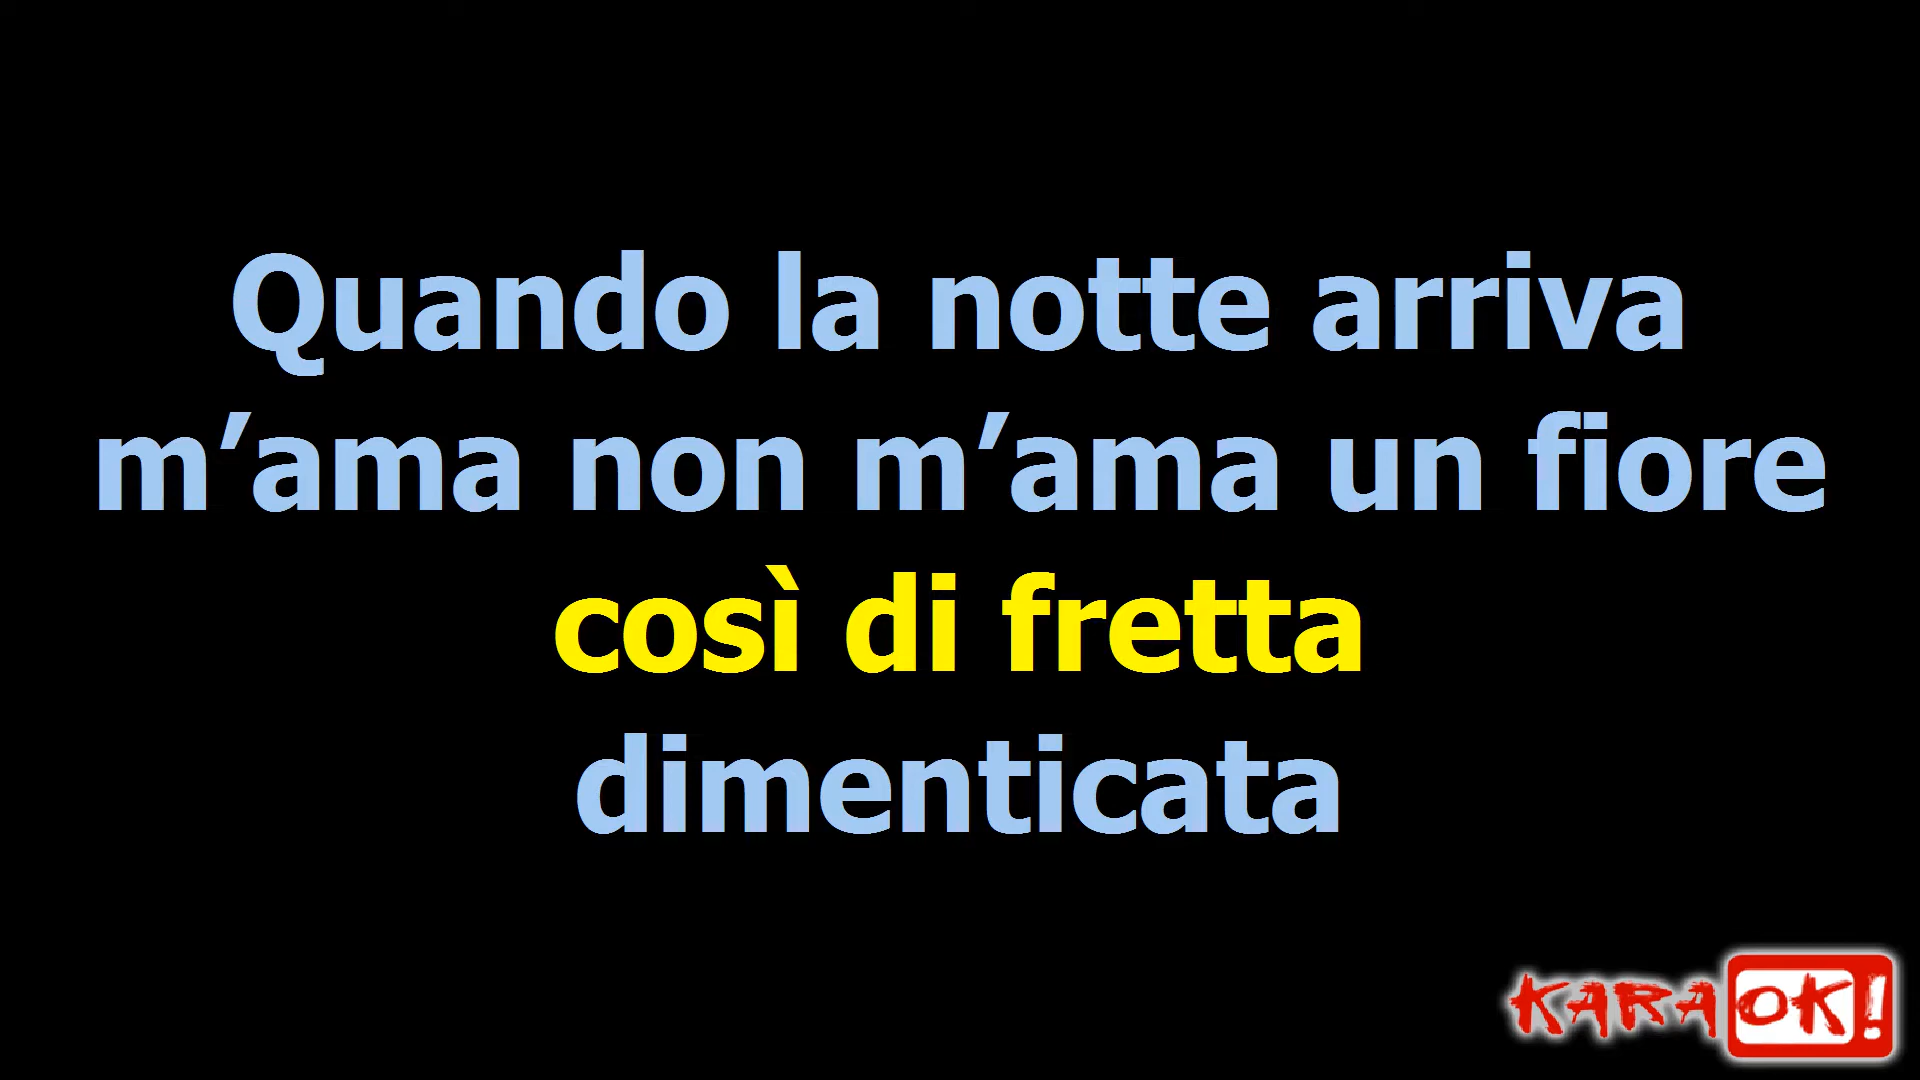 Quando la notte arriva
m’ama non m’ama un fiore
così di fretta
dimenticata
KARAOK!